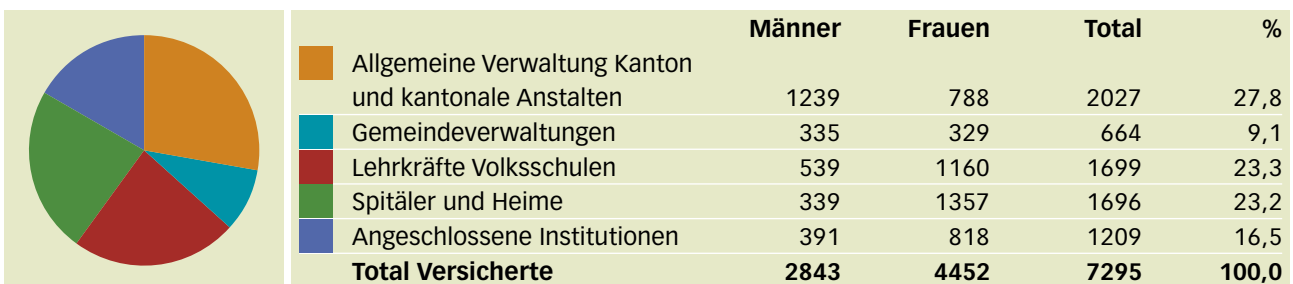 Männer Frauen Total %
Allgemeine Verwaltung Kanton
und kantonale Anstalten 1239 788 2027 27,8
Gemeindeverwaltungen 335 329 664 9,1
Lehrkräfte Volksschulen 539 1160 1699 23,3
Spitäler und Heime 339 1357 1696 23,2
Angeschlossene Institutionen 391 818 1209 16,5
Total Versicherte 2843 4452 7295 100,0